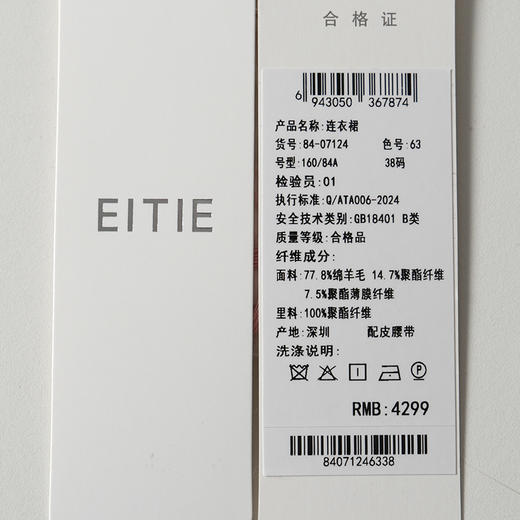 EITIE
合格证
6 943050 367874
产品名称:连衣裙
货号:84-07124 色号:63
号型:160/84A 38码
检验员:01
执行标准:Q/ATA006-2024
安全技术类别:GB18401 B类
质量等级:合格品
纤维成分:
面料:77.8%绵羊毛 14.7%聚酯纤维
7.5%聚酯薄膜纤维
里料:100%聚酯纤维
产地:深圳 配皮腰带
洗涤说明:
P
RMB:4299
84071246338